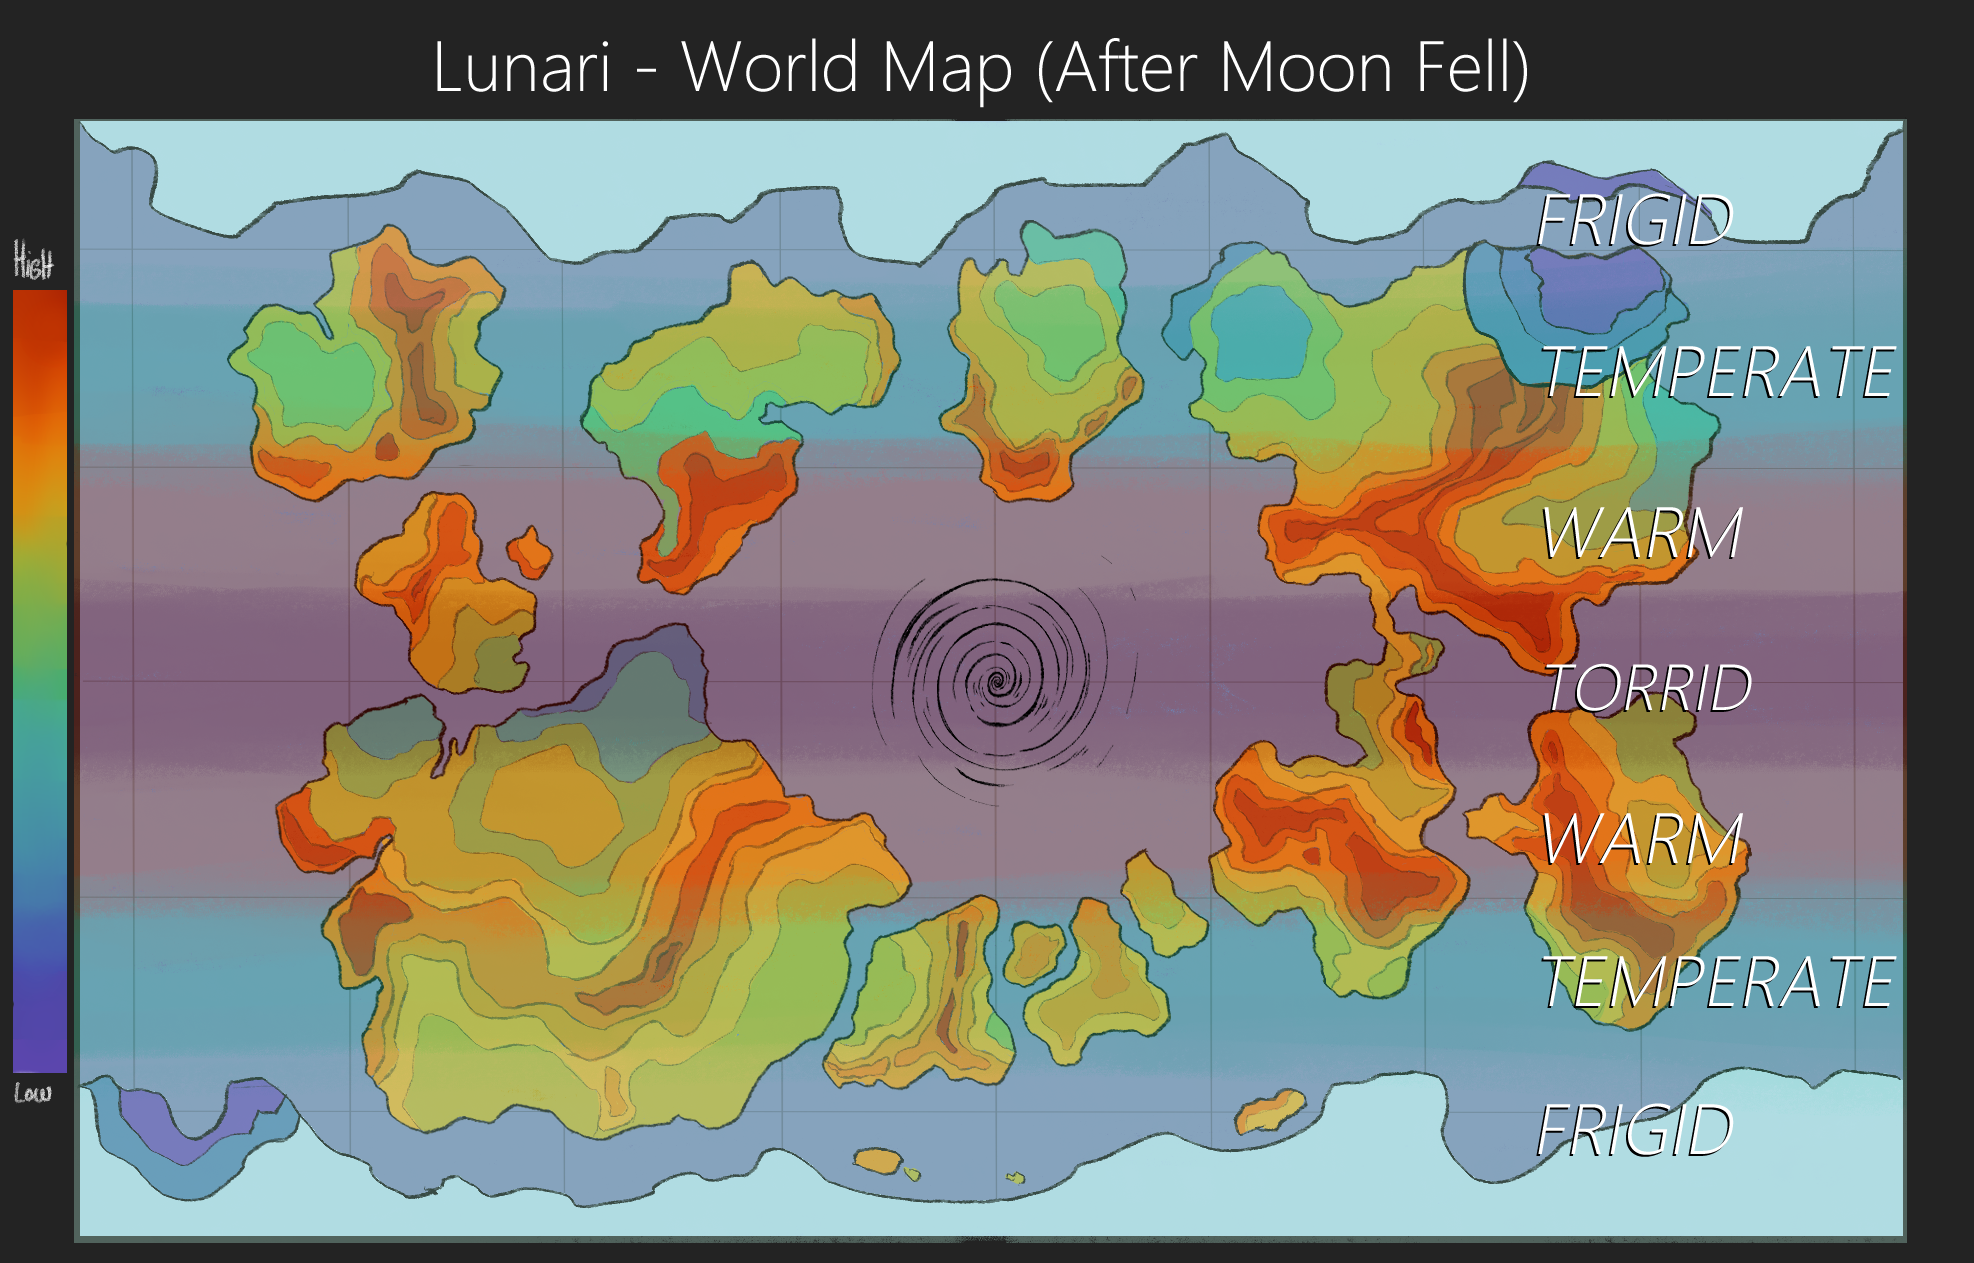 Lunari - World Map (After Moon Fell)
FRIGID
HIGH
TEMPERATE
WARM
TORRID
WARM
TEMPERATE
LOW
FRIGID